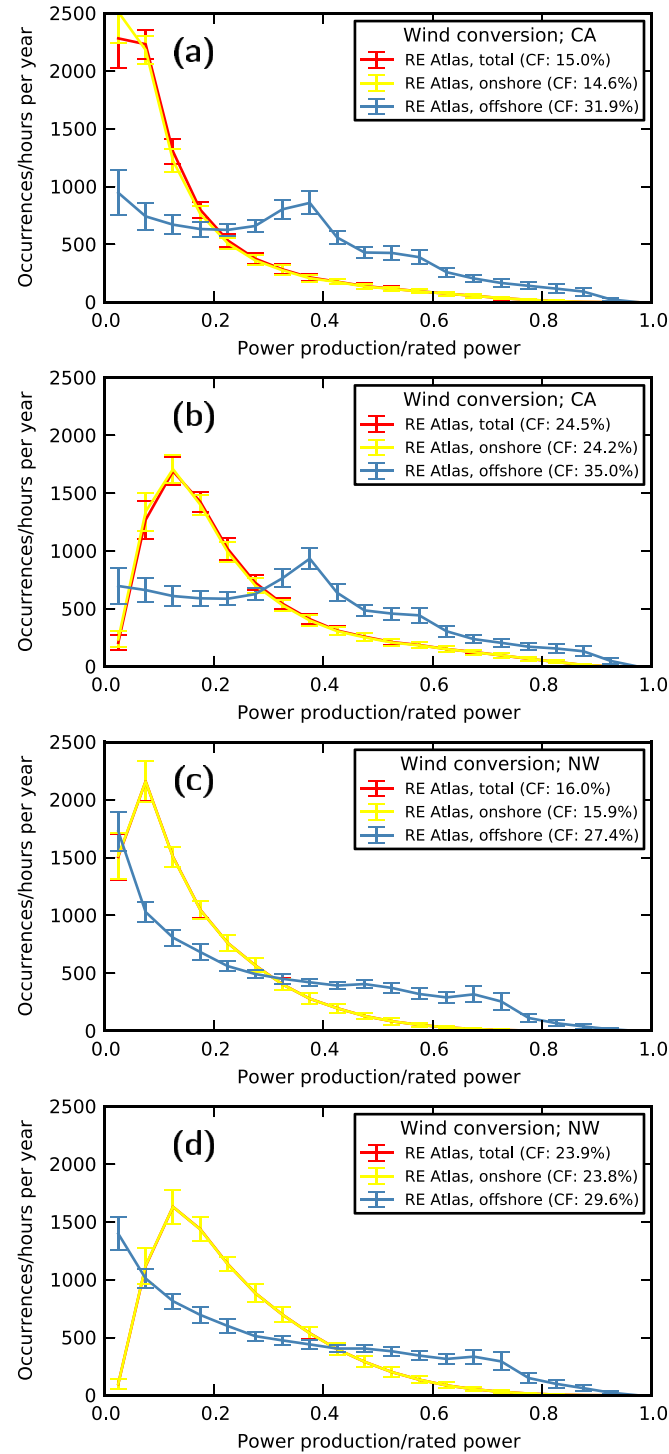 2500
2000
1500
1000
500
0
Occurrences/hours per year
(a)
Wind conversion; CA
RE Atlas, total (CF: 15.0%)
RE Atlas, onshore (CF: 14.6%)
RE Atlas, offshore (CF: 31.9%)
0.0 0.2 0.4 0.6 0.8 1.0
Power production/rated power
2500
2000
1500
1000
500
0
Occurrences/hours per year
(b)
Wind conversion; CA
RE Atlas, total (CF: 24.5%)
RE Atlas, onshore (CF: 24.2%)
RE Atlas, offshore (CF: 35.0%)
0.0 0.2 0.4 0.6 0.8 1.0
Power production/rated power
2500
2000
1500
1000
500
0
Occurrences/hours per year
(c)
Wind conversion; NW
RE Atlas, total (CF: 16.0%)
RE Atlas, onshore (CF: 15.9%)
RE Atlas, offshore (CF: 27.4%)
0.0 0.2 0.4 0.6 0.8 1.0
Power production/rated power
2500
2000
1500
1000
500
0
Occurrences/hours per year
(d)
Wind conversion; NW
RE Atlas, total (CF: 23.9%)
RE Atlas, onshore (CF: 23.8%)
RE Atlas, offshore (CF: 29.6%)
0.0 0.2 0.4 0.6 0.8 1.0
Power production/rated power